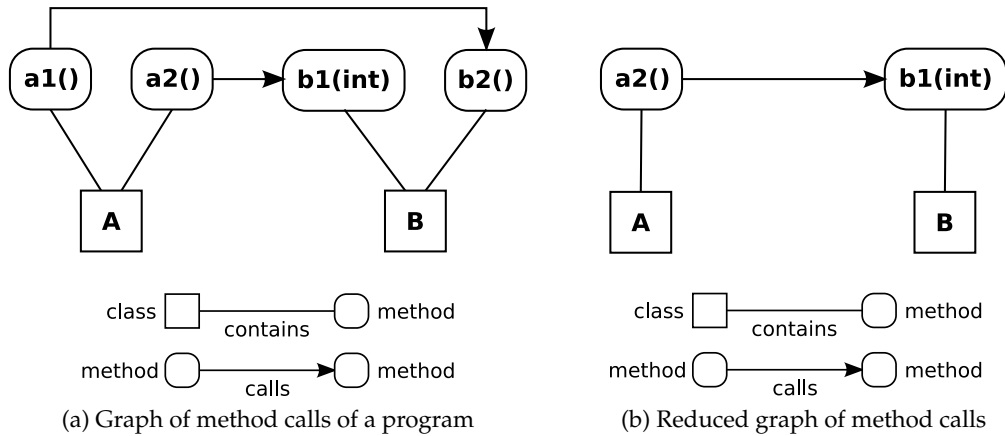 a1()
a2()
b1(int)
b2()
A
B
class
method
contains
method
method
calls
(a) Graph of method calls of a program
a2()
b1(int)
A
B
class
method
contains
method
method
calls
(b) Reduced graph of method calls